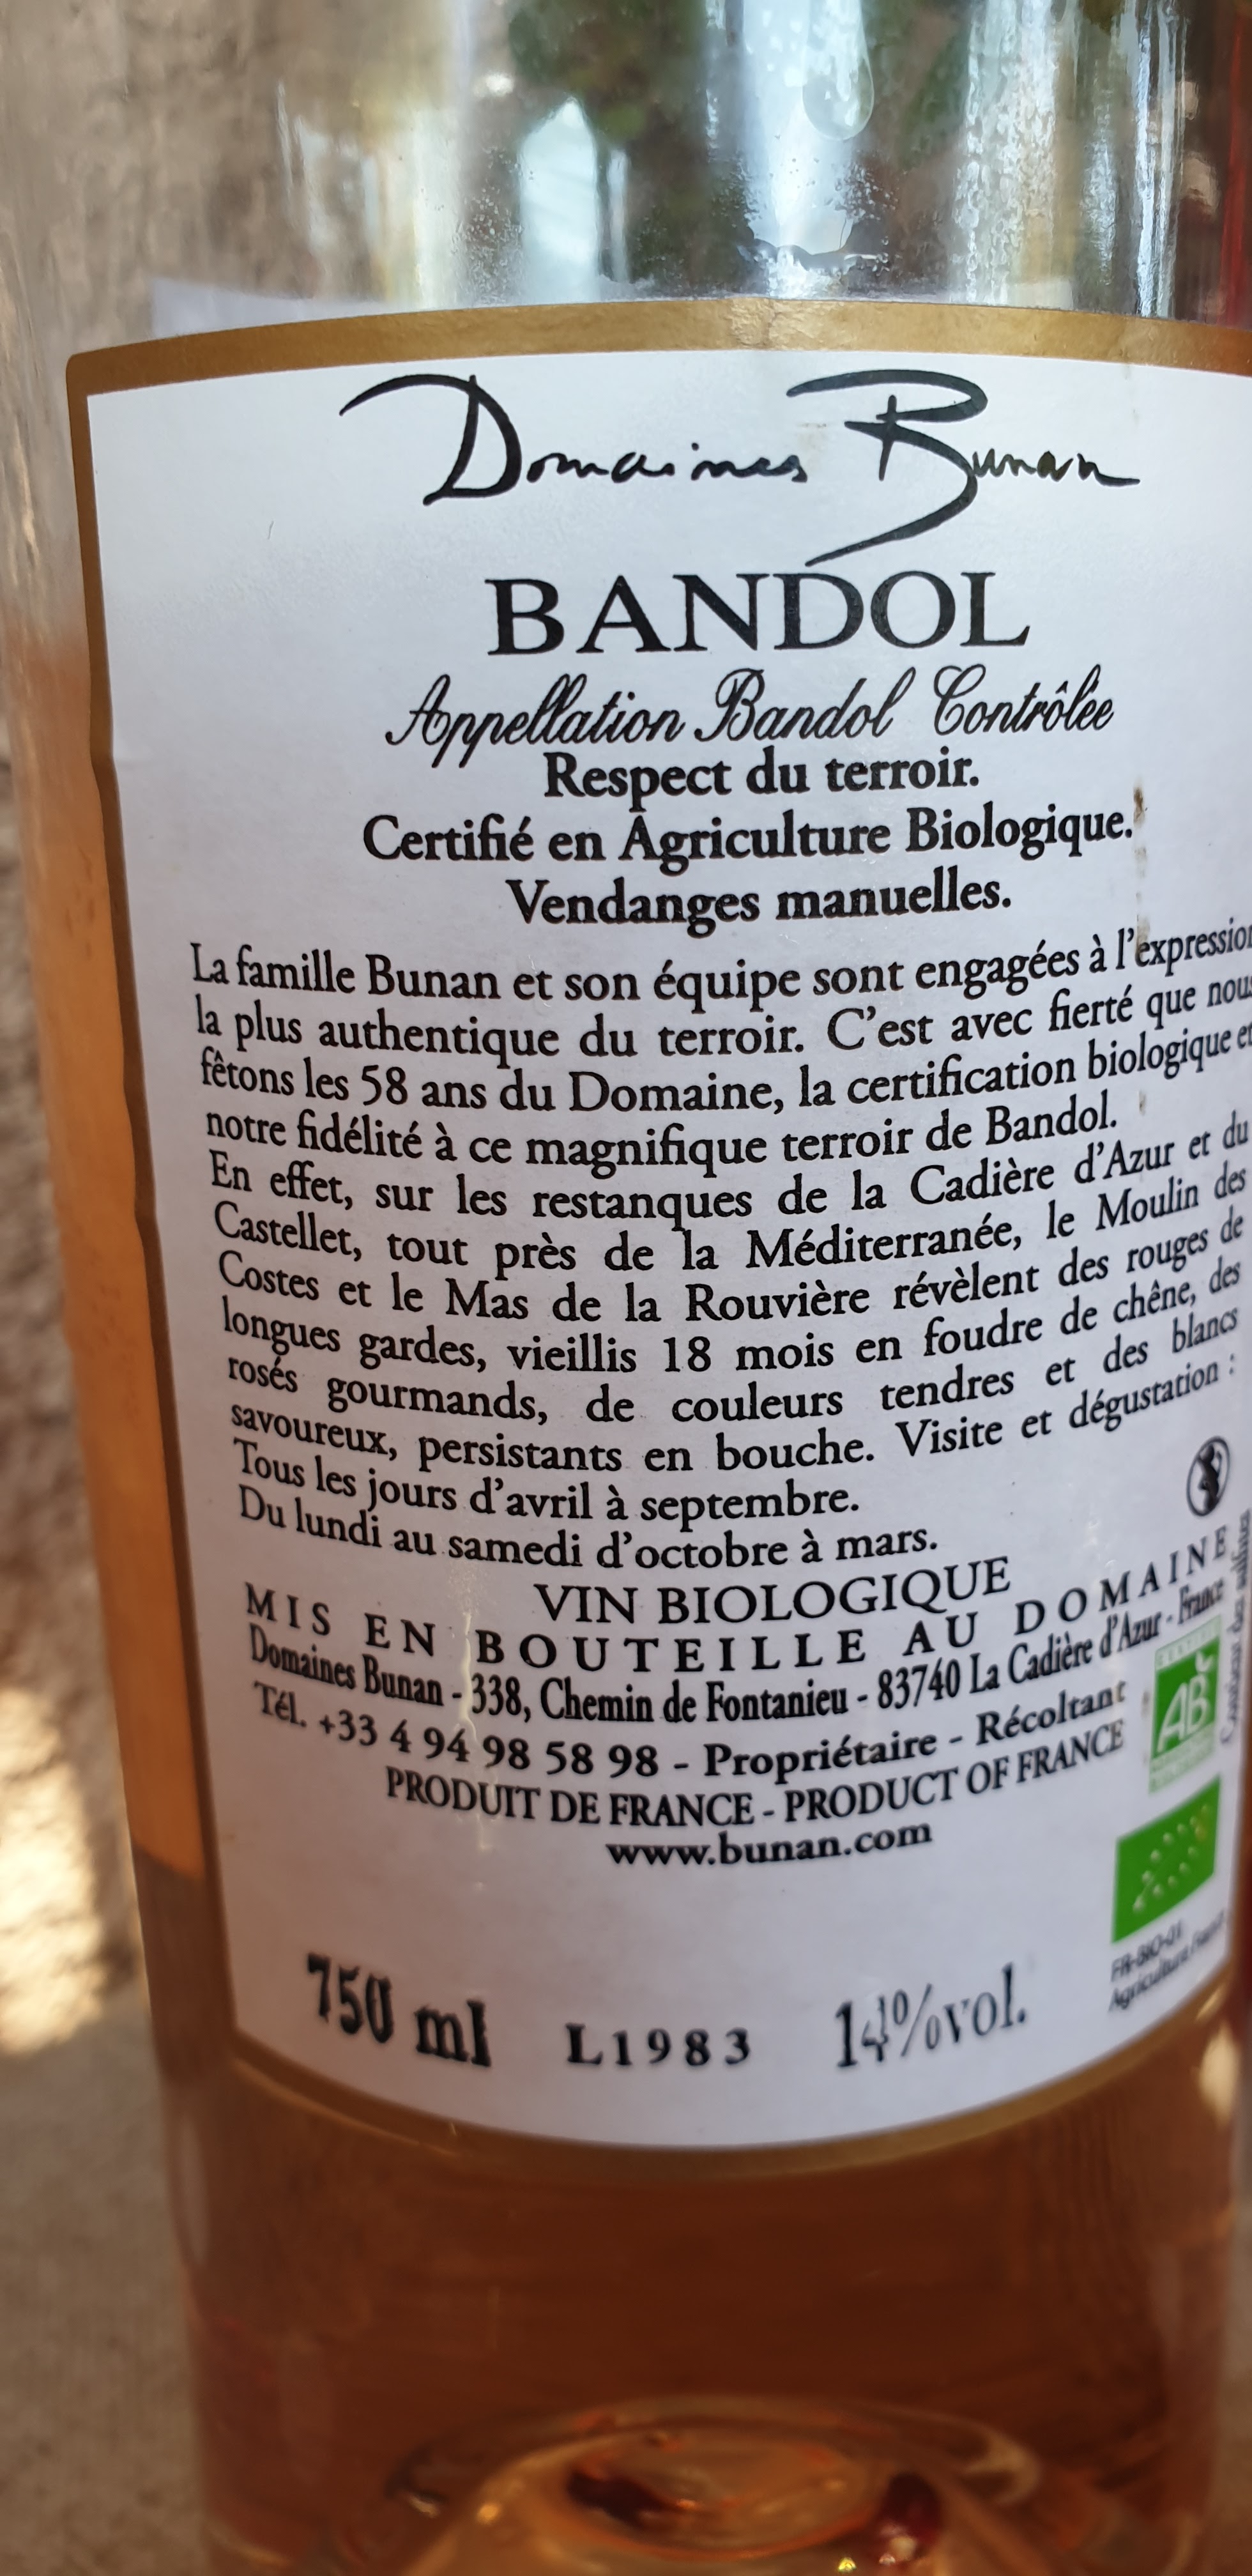 Domaines Bunan
BANDOL
Appellation Bandol Contrôlée
Respect du terroir.
Certifié en Agriculture Biologique.
Vendanges manuelles.
La famille Bunan et son équipe sont engagées à l'expression
la plus authentique du terroir. C'est avec fierté que nous
fêtons les 58 ans du Domaine, la certification biologique et
notre fidélité à ce magnifique terroir de Bandol.
En effet, sur les restanques de la Cadière d'Azur et du
Castellet, tout près de la Méditerranée, le Moulin des
Costes et le Mas de la Rouvière révèlent des rouges de
longues gardes, vieillis 18 mois en foudre de chêne, des
rosés gourmands, de couleurs tendres et des blancs
savoureux, persistants en bouche. Visite et dégustation :
Tous les jours d'avril à septembre.
Du lundi au samedi d'octobre à mars.
VIN BIOLOGIQUE
MIS EN BOUTEILLE AU DOMAINE
Domaines Bunan - 338, Chemin de Fontanieu - 83740 La Cadière d'Azur - France
Tél. +33 4 94 98 58 98 - Propriétaire - Récoltant
PRODUIT DE FRANCE - PRODUCT OF FRANCE
www.bunan.com
AB
Contient des sulfites
FR-BIO-01
Agriculture France
750 ml L1983 14%vol.